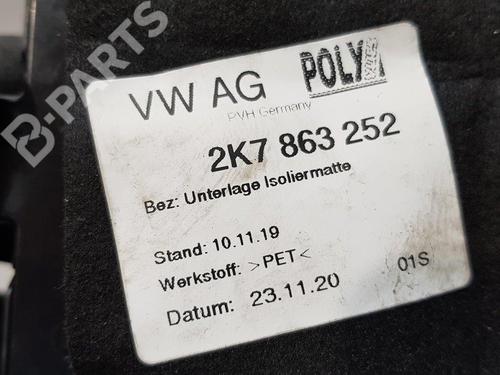 B-PARTS
VW AG
PVH Germany
2K7 863 252
Bez: Unterlage Isoliermatte
Stand: 10.11.19
Werkstoff: >PET<
Datum: 23.11.20
01S